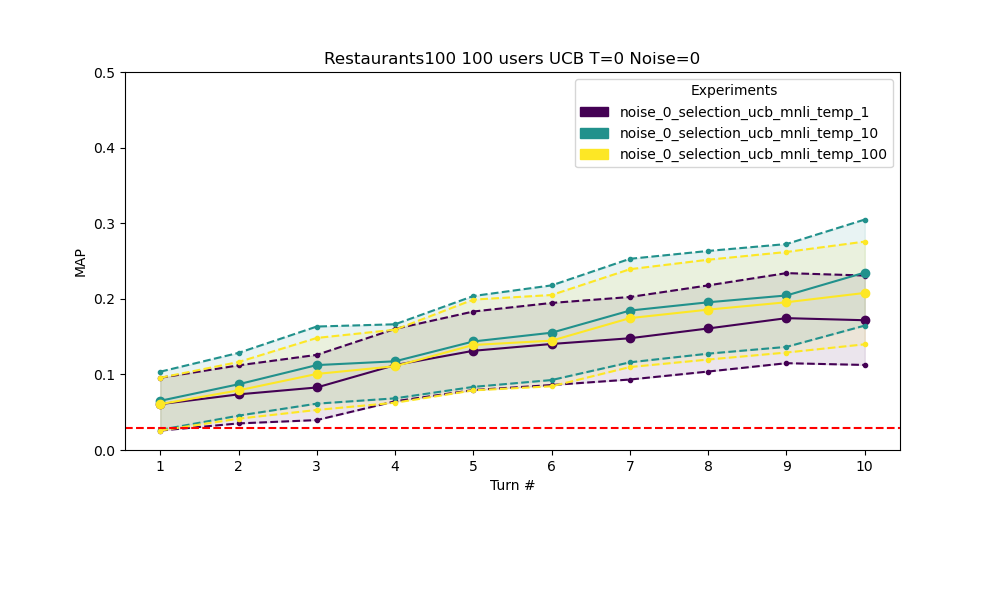 Restaurants100 100 users UCB T=0 Noise=0
Experiments
noise_0_selection_ucb_mnli_temp_1
noise_0_selection_ucb_mnli_temp_10
noise_0_selection_ucb_mnli_temp_100
MAP
0.5
0.4
0.3
0.2
0.1
0.0
1 2 3 4 5 6 7 8 9 10
Turn #